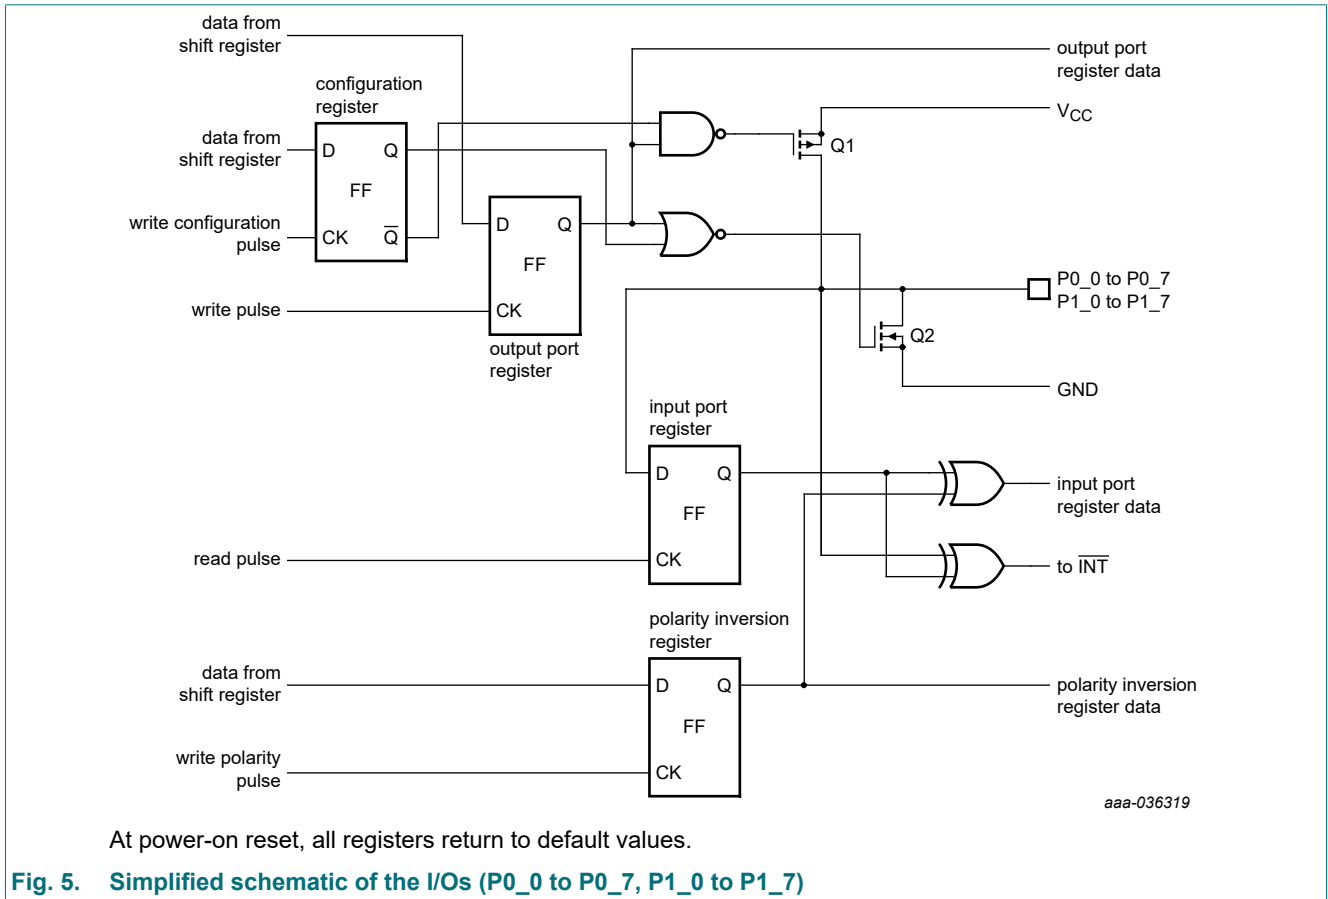 data from
shift register
output port
register data
configuration
register
VCC
data from
shift register
D
Q
Q1
FF
write configuration
pulse
CK
Q̅
D
Q
FF
P0_0 to P0_7
P1_0 to P1_7
write pulse
CK
Q2
output port
register
GND
input port
register
D
Q
input port
register data
FF
read pulse
CK
to I̅N̅T̅
polarity inversion
register
data from
shift register
D
Q
polarity inversion
register data
FF
write polarity
pulse
CK
aaa-036319
At power-on reset, all registers return to default values.
Fig. 5. Simplified schematic of the I/Os (P0_0 to P0_7, P1_0 to P1_7)